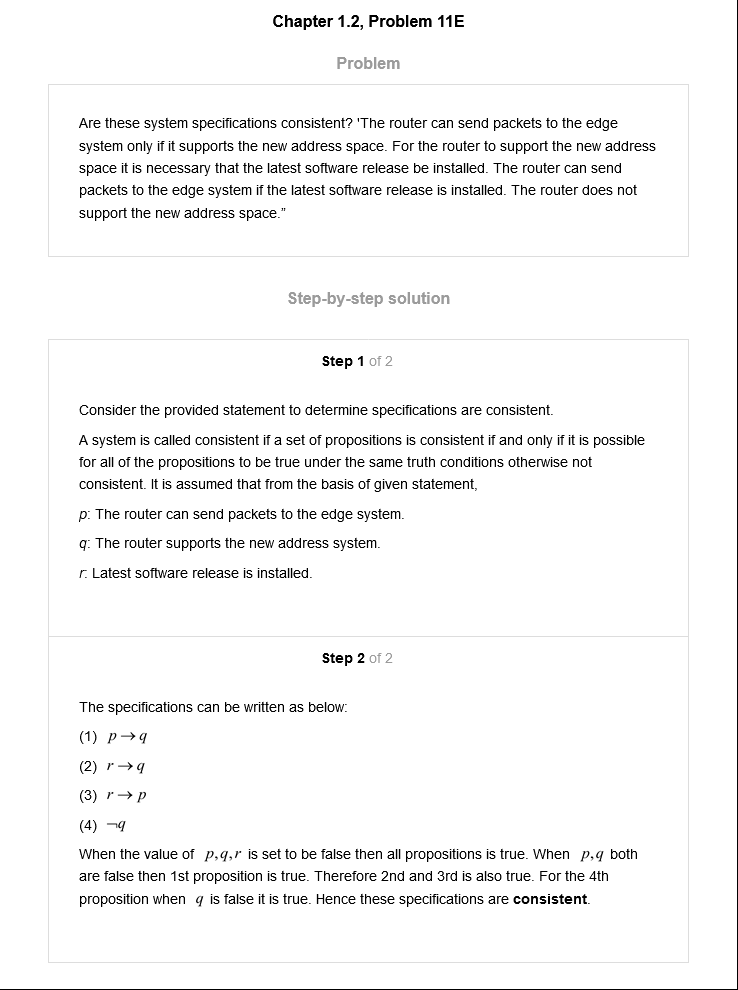 Chapter 1.2, Problem 11E
Problem
Are these system specifications consistent? 'The router can send packets to the edge
system only if it supports the new address space. For the router to support the new address
space it is necessary that the latest software release be installed. The router can send
packets to the edge system if the latest software release is installed. The router does not
support the new address space.”
Step-by-step solution
Step 1 of 2
Consider the provided statement to determine specifications are consistent.
A system is called consistent if a set of propositions is consistent if and only if it is possible
for all of the propositions to be true under the same truth conditions otherwise not
consistent. It is assumed that from the basis of given statement,
p: The router can send packets to the edge system.
q: The router supports the new address system.
r: Latest software release is installed.
Step 2 of 2
The specifications can be written as below:
(1) p→q
(2) r→q
(3) r→p
(4) ¬q
When the value of p,q,r is set to be false then all propositions is true. When p,q both
are false then 1st proposition is true. Therefore 2nd and 3rd is also true. For the 4th
proposition when q is false it is true. Hence these specifications are consistent.